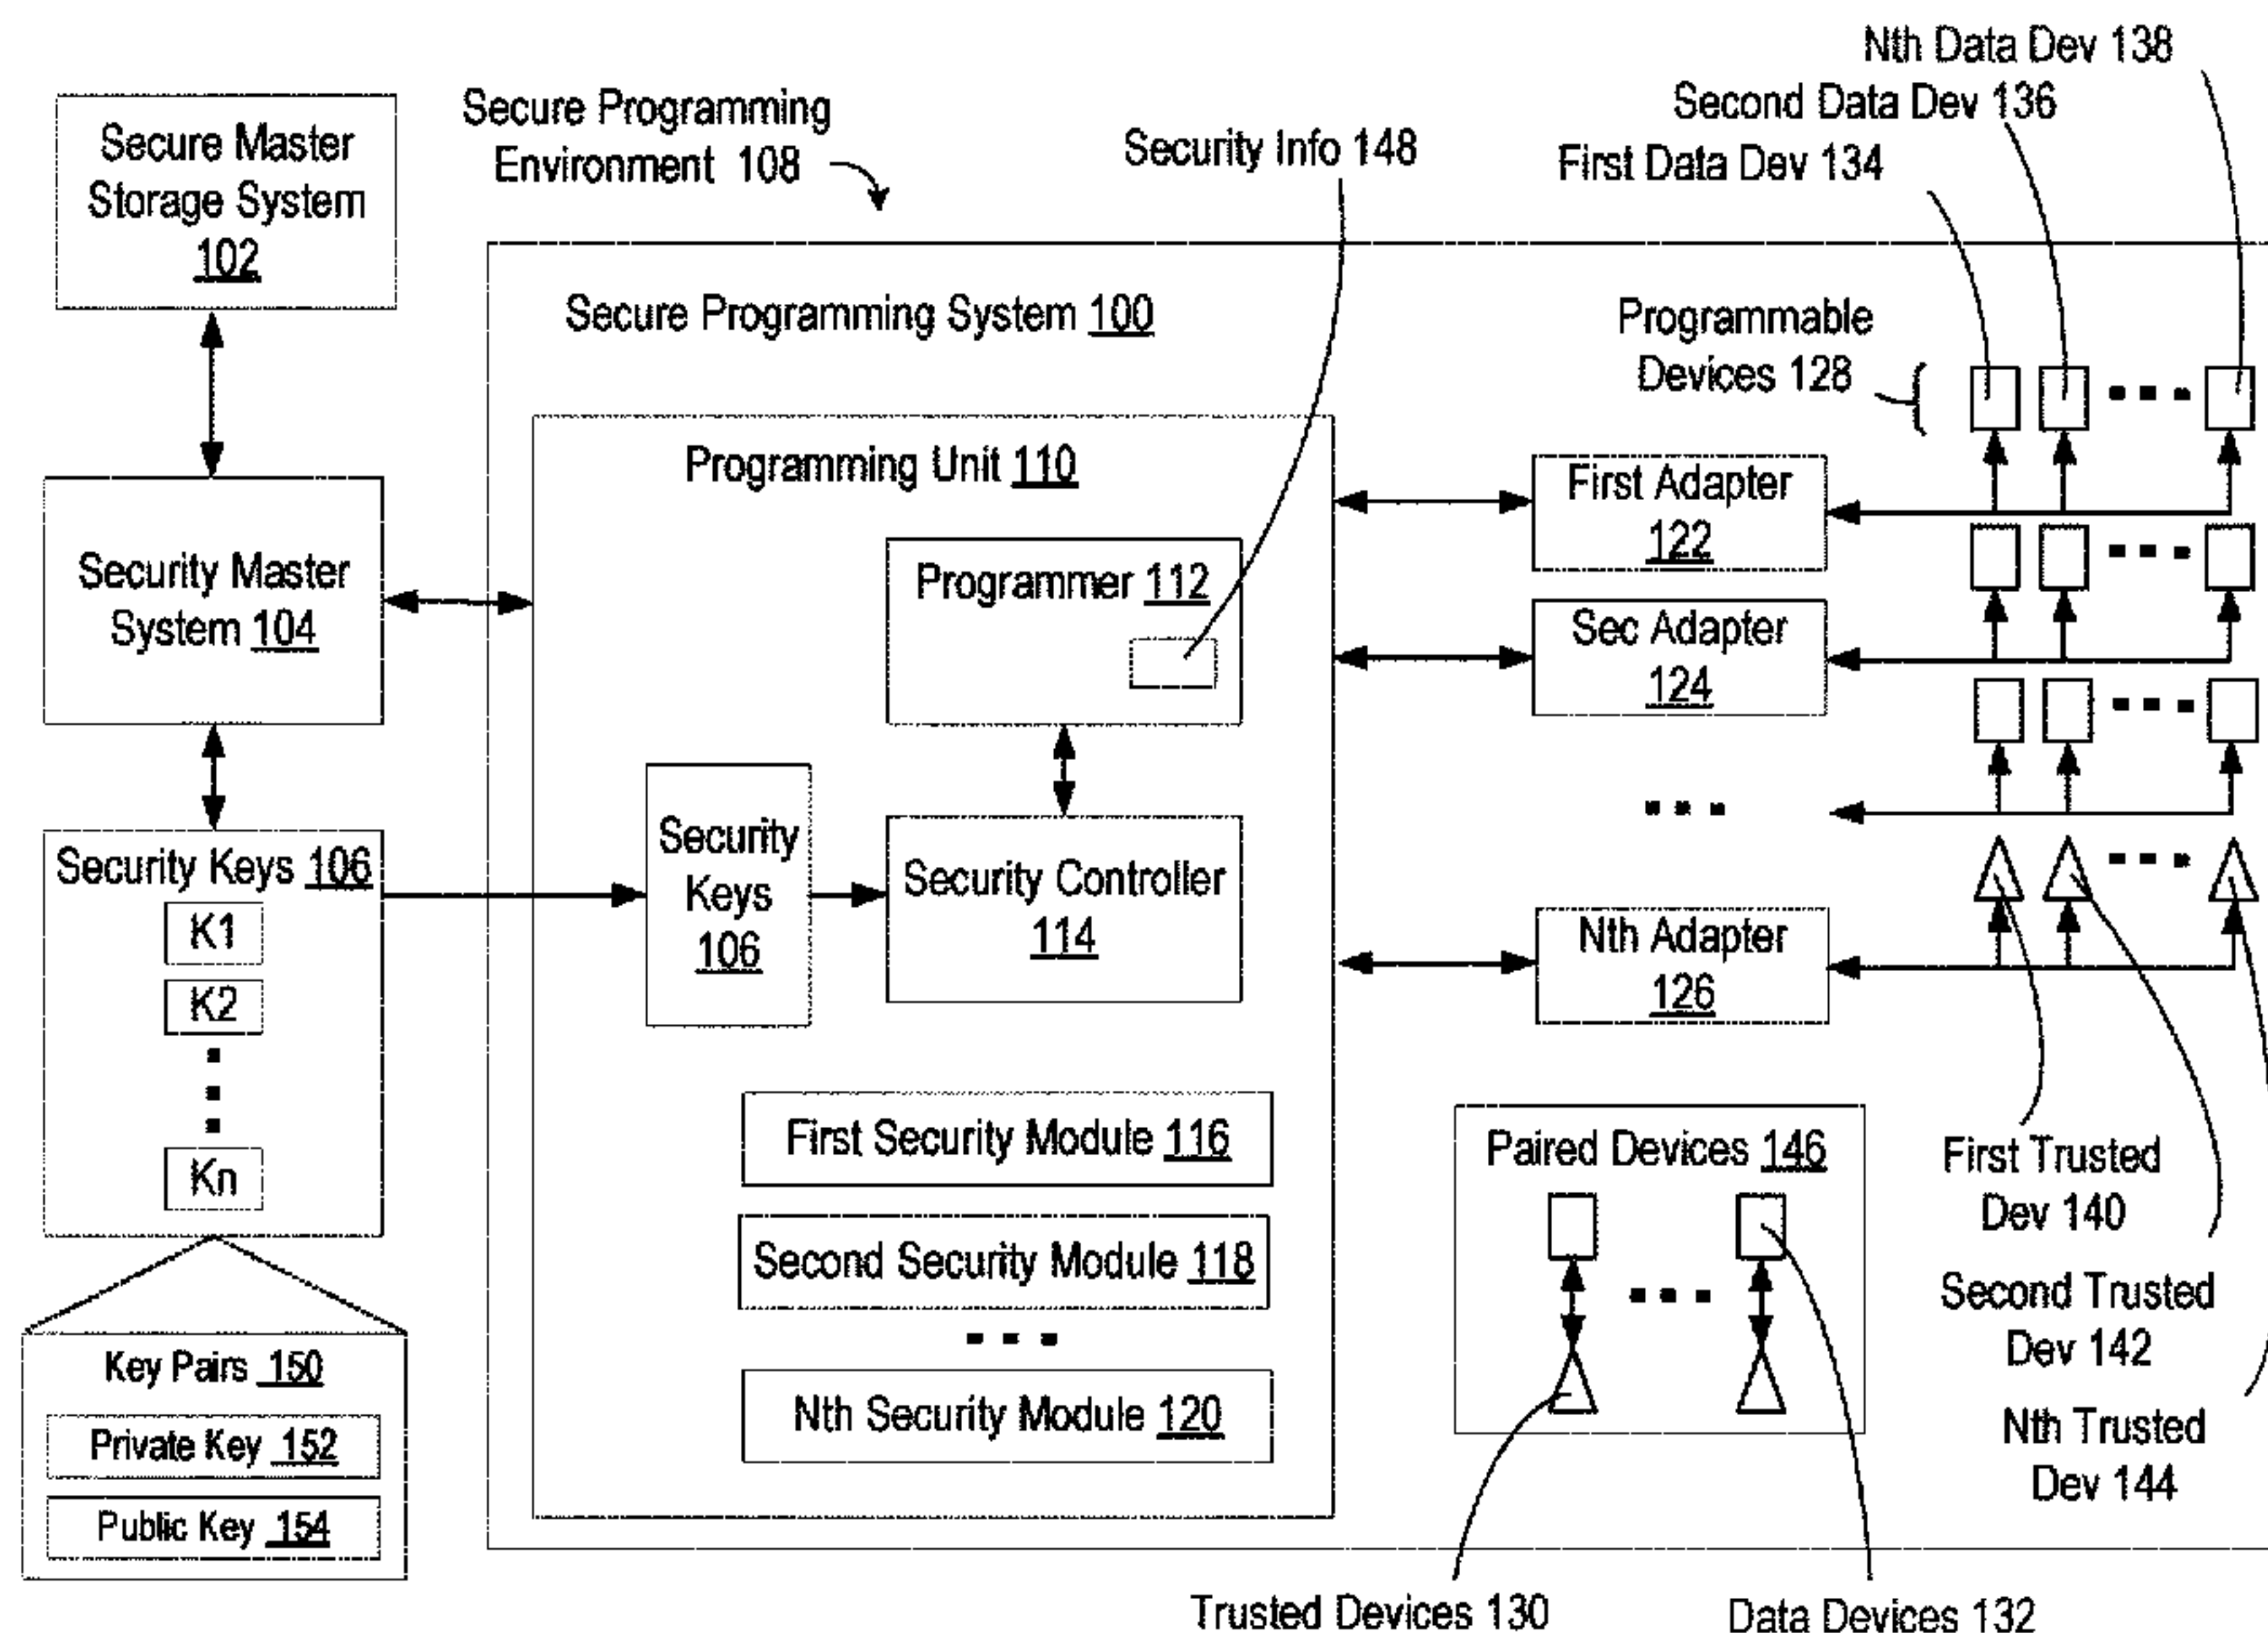 Nth Data Dev 138
Second Data Dev 136
First Data Dev 134
Secure Programming
Environment 108
Security Info 148
Secure Master
Storage System
102
Secure Programming System 100
Programmable
Devices 128
Programming Unit 110
First Adapter
122
Security Master
System 104
Programmer 112
Sec Adapter
124
Security Keys 106
K1
K2
Kn
Security
Keys
106
Security Controller
114
Nth Adapter
126
First Security Module 116
Second Security Module 118
Nth Security Module 120
Paired Devices 146
First Trusted
Dev 140
Second Trusted
Dev 142
Nth Trusted
Dev 144
Key Pairs 150
Private Key 152
Public Key 154
Trusted Devices 130
Data Devices 132